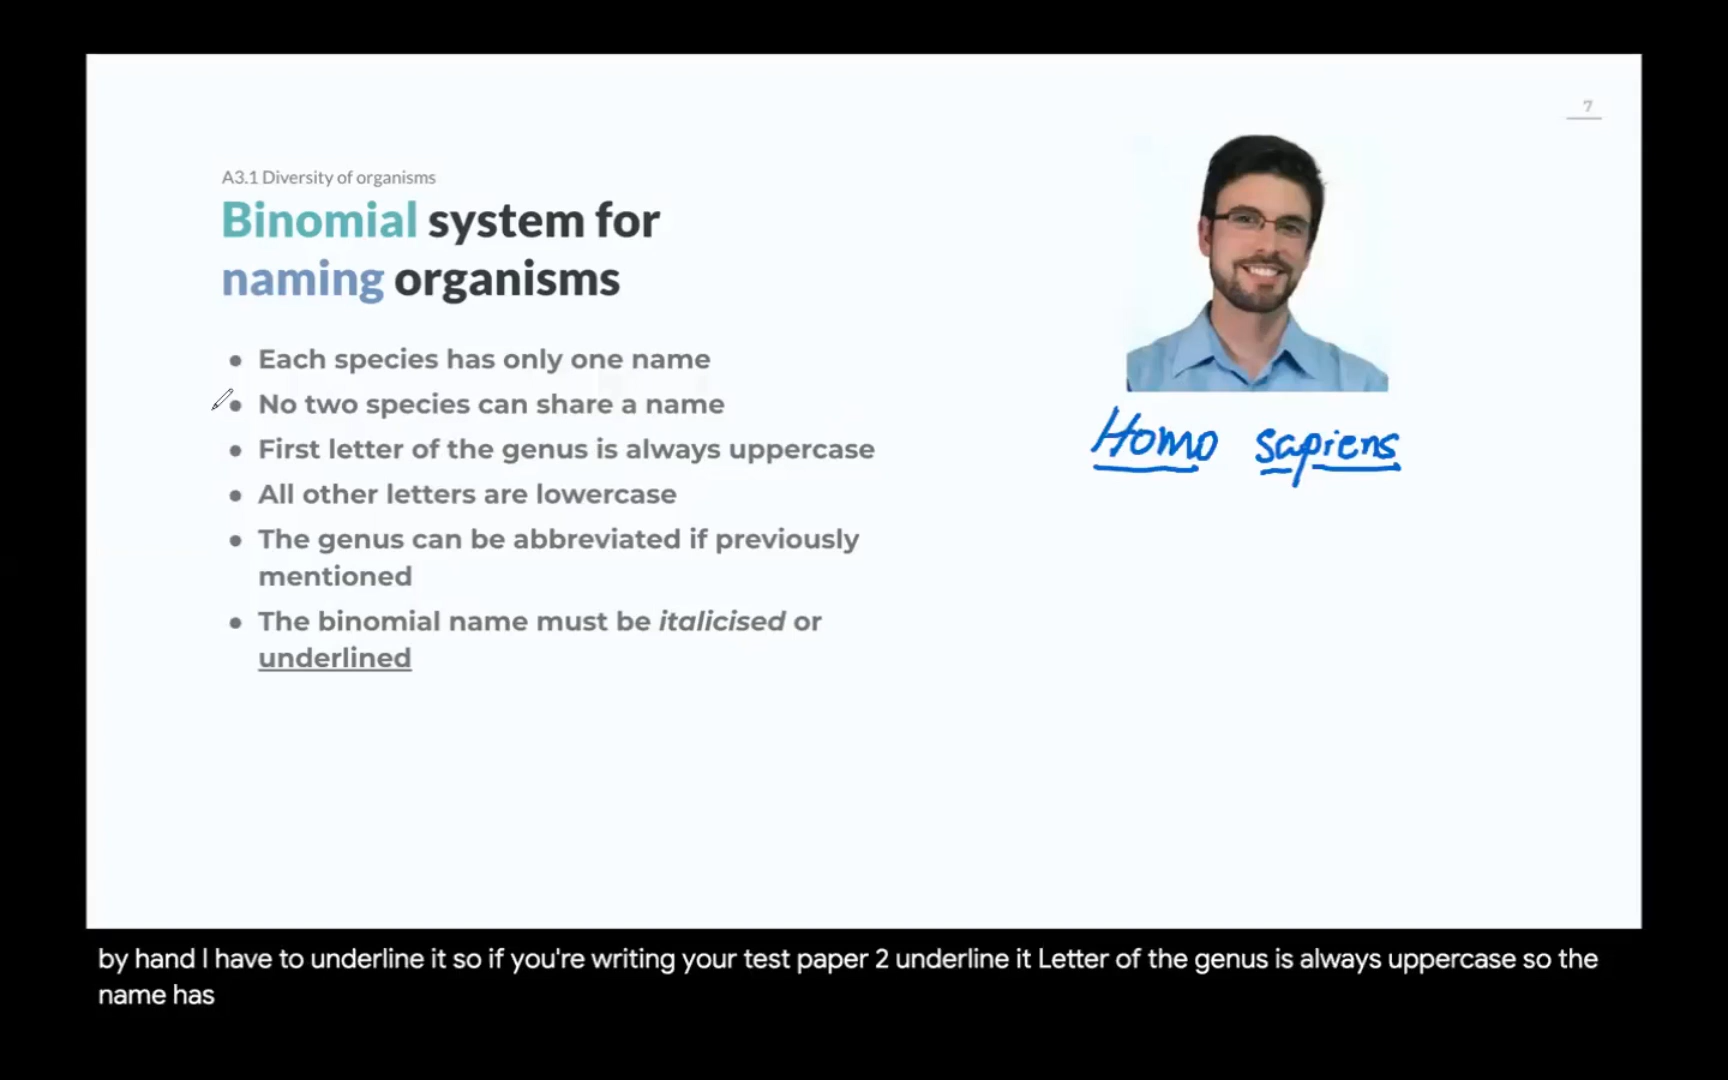 7
A3.1 Diversity of organisms
Binomial system for
naming organisms
• Each species has only one name
• No two species can share a name
• First letter of the genus is always uppercase
• All other letters are lowercase
• The genus can be abbreviated if previously
mentioned
• The binomial name must be italicised or
underlined
Homo sapiens
by hand I have to underline it so if you're writing your test paper 2 underline it Letter of the genus is always uppercase so the
name has